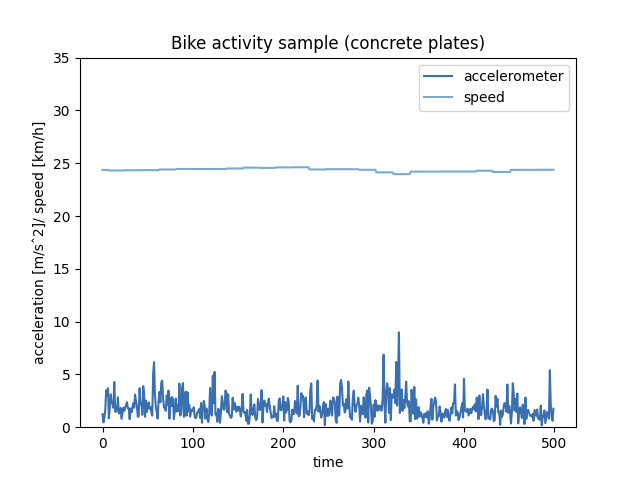 Bike activity sample (concrete plates)
accelerometer
speed
acceleration [m/sˆ2]/ speed [km/h]
35
30
25
20
15
10
5
0
0 100 200 300 400 500
time